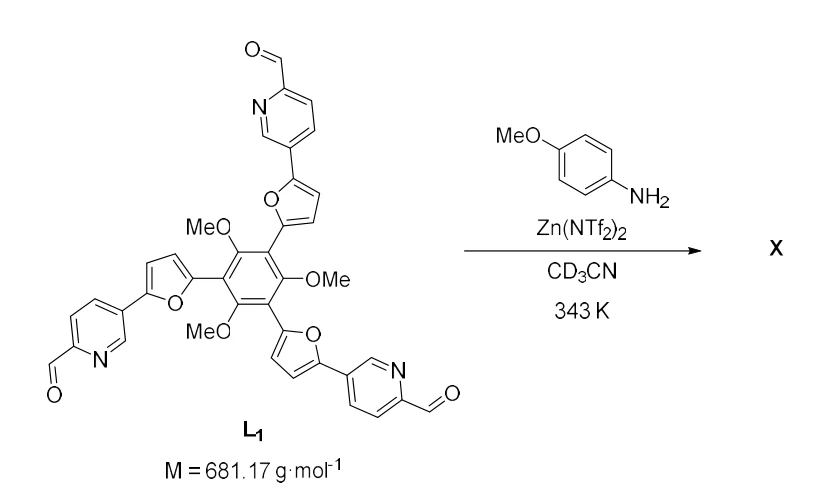 O
N
O
MeO
MeO
NH₂
Zn(NTf₂)₂
CD₃CN
343 K
X
O
OMe
MeO
O
N
N
O
O
L₁
M = 681.17 g·mol⁻¹